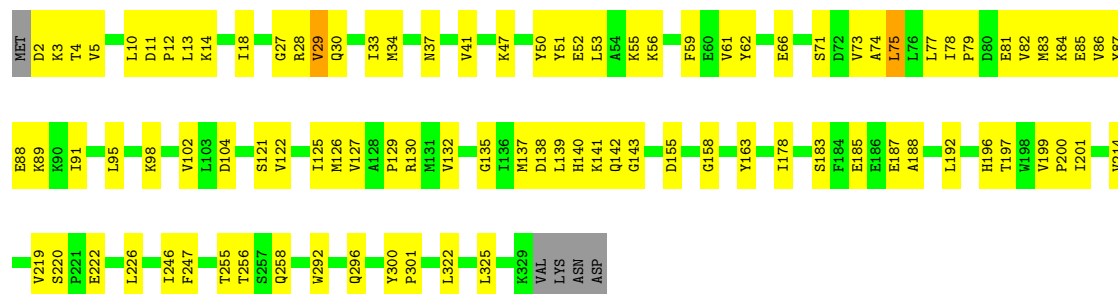 MET D2 K3 T4 V5 L10 D11 P12 L13 K14 I18 G27 R28 V29 Q30 I33 M34 N37 V41 K47 Y50 Y51 E52 L53 A54 K55 K56 F59 E60 V61 Y62 E66 S71 D72 V73 A74 L75 L76 L77 I78 P79 D80 E81 V82 M83 K84 E85 V86 Y87
E88 K89 K90 I91 L95 K98 V102 L103 D104 S121 V122 I125 M126 V127 A128 P129 R130 M131 V132 G135 I136 M137 D138 L139 H140 K141 Q142 G143 D155 G158 Y163 I178 S183 F184 E185 E186 E187 A188 L192 H196 T197 W198 V199 P200 I201
V219 S220 P221 E222 L226 I246 F247 T255 T256 S257 Q258 W292 Q296 Y300 P301 L322 L325 K329 VAL LYS ASN ASP